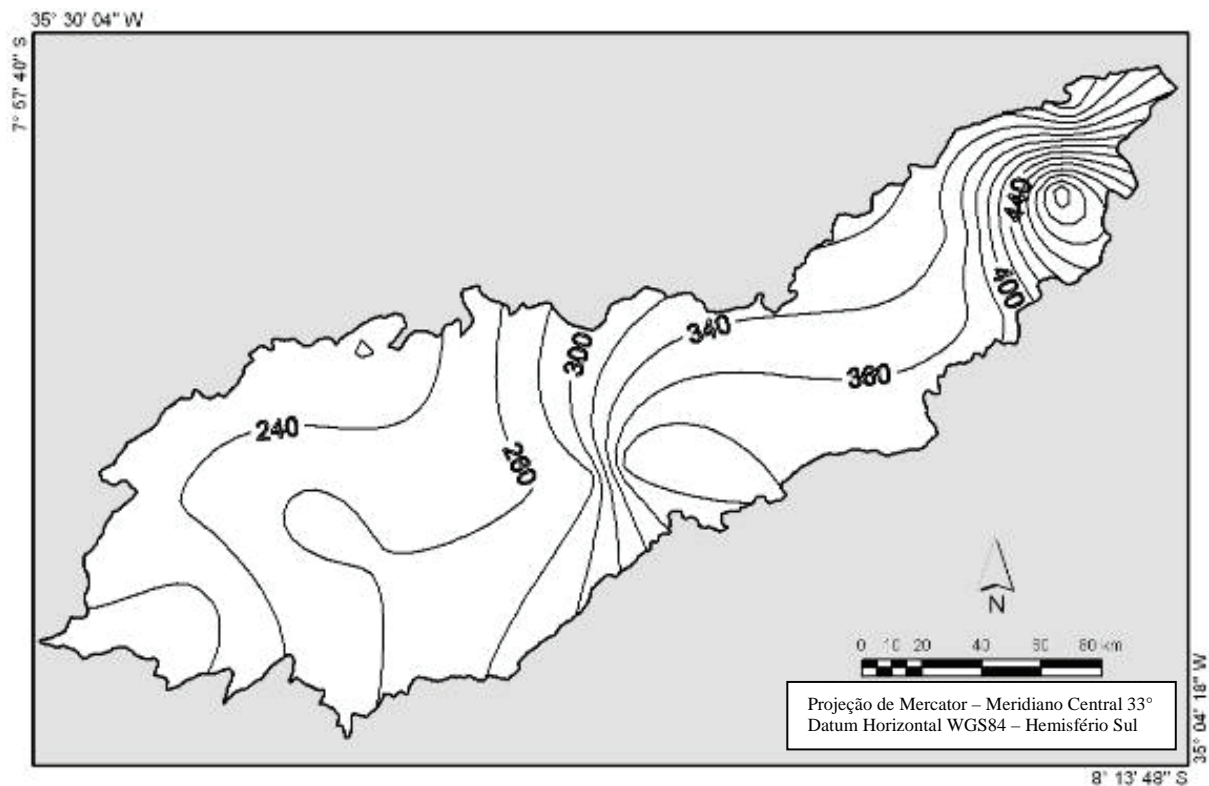 35° 30' 04" W
7° 57' 40" S
440
400
340
300
360
240
260
N
0 10 20 40 60 80 km
Projeção de Mercator – Meridiano Central 33°
Datum Horizontal WGS84 – Hemisfério Sul
35° 04' 18" W
8° 13' 48" S